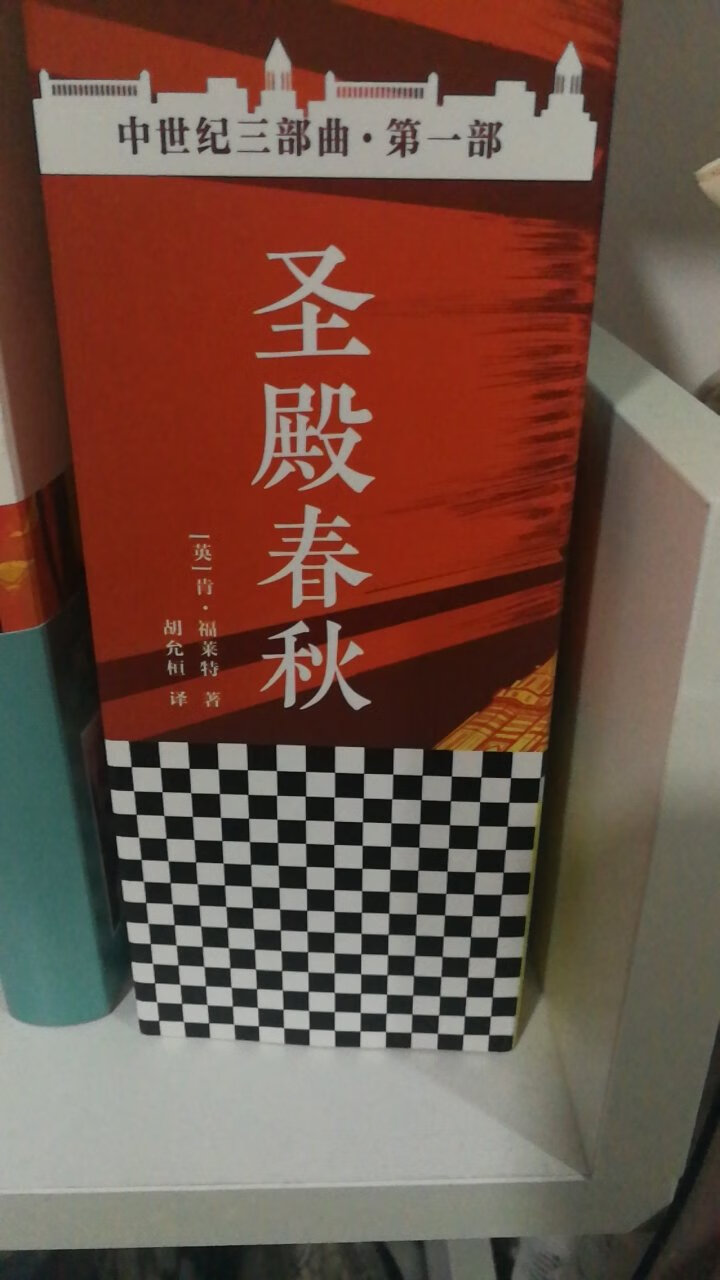 中世纪三部曲·第一部
圣殿春秋
[英]肯·福莱特 著
胡允桓 译